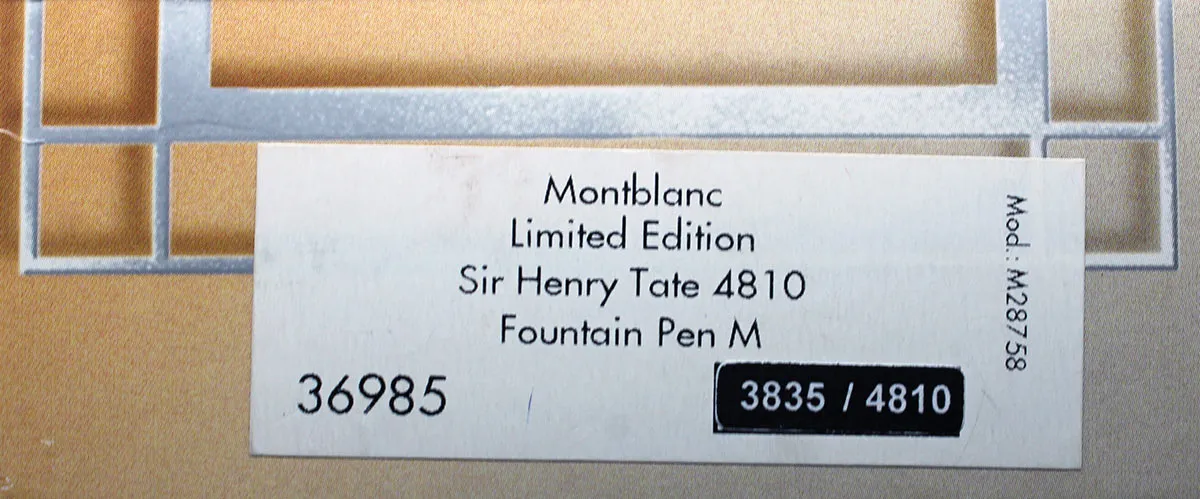 Montblanc
Limited Edition
Sir Henry Tate 4810
Fountain Pen M
36985
3835 / 4810
Mod.: M28758